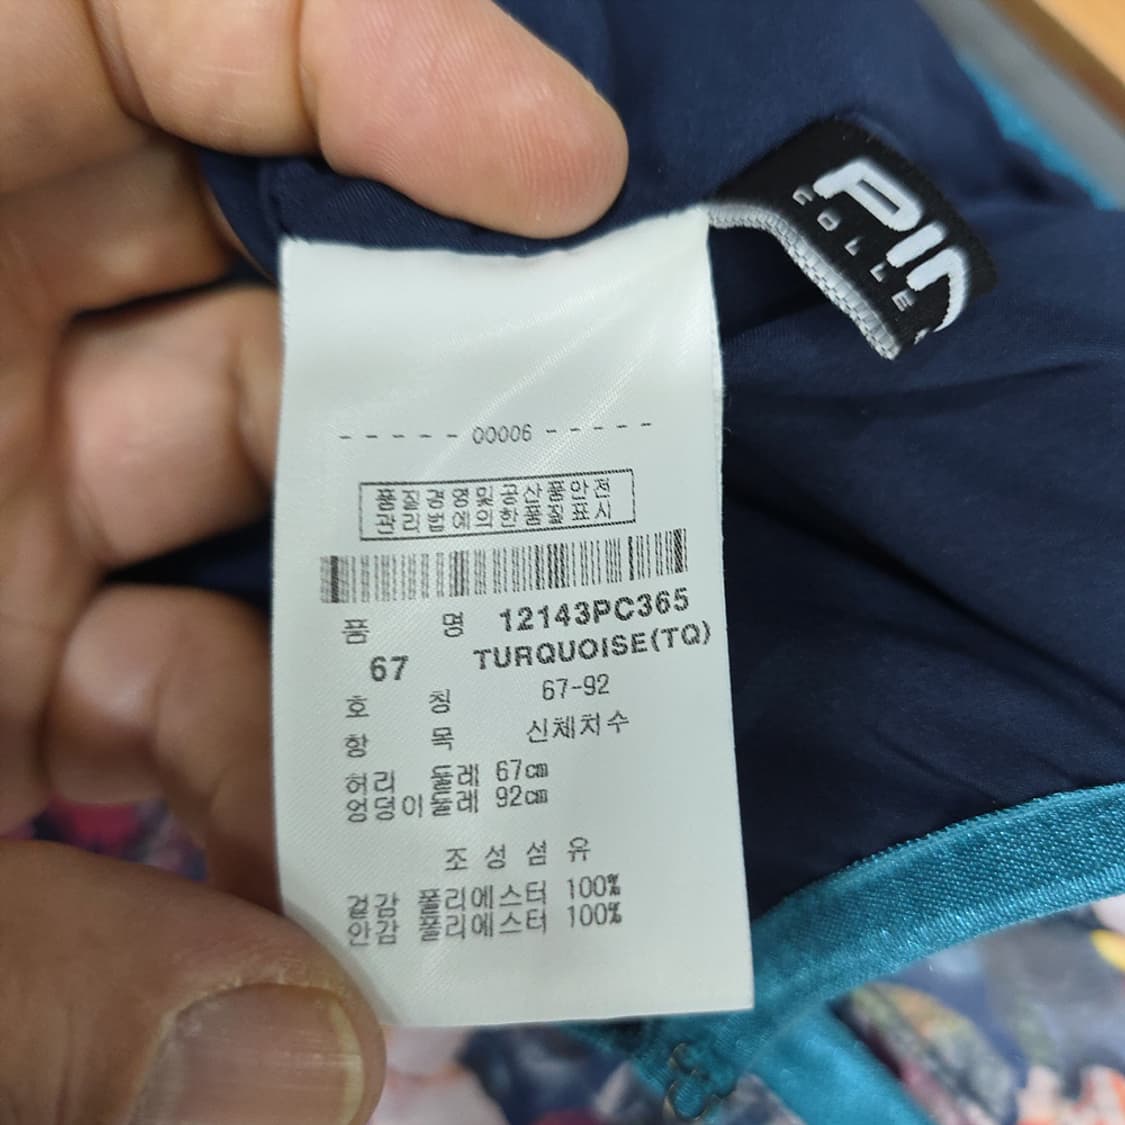 PIN
COLLE
- - - - - 00006 - - - - -
품질경영및공산품안전
관리법에의한품질표시
품 명 12143PC365
67 TURQUOISE(TQ)
호 칭 67-92
항 목 신체치수
허리 둘레 67㎝
엉덩이둘레 92㎝
조 성 섬 유
겉감 폴리에스터 100%
안감 폴리에스터 100%